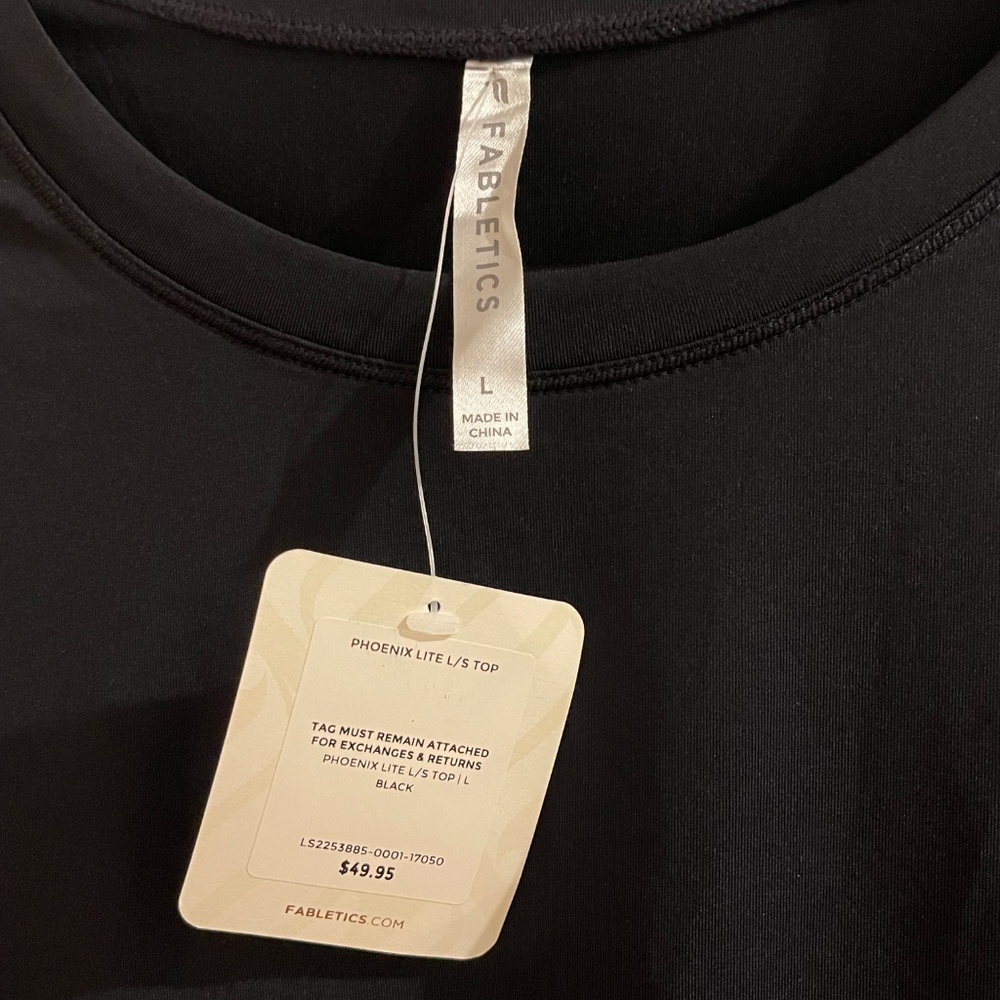 FABLETICS
L
MADE IN
CHINA
PHOENIX LITE L/S TOP
TAG MUST REMAIN ATTACHED
FOR EXCHANGES & RETURNS
PHOENIX LITE L/S TOP | L
BLACK
LS2253885-0001-17050
$49.95
FABLETICS.COM